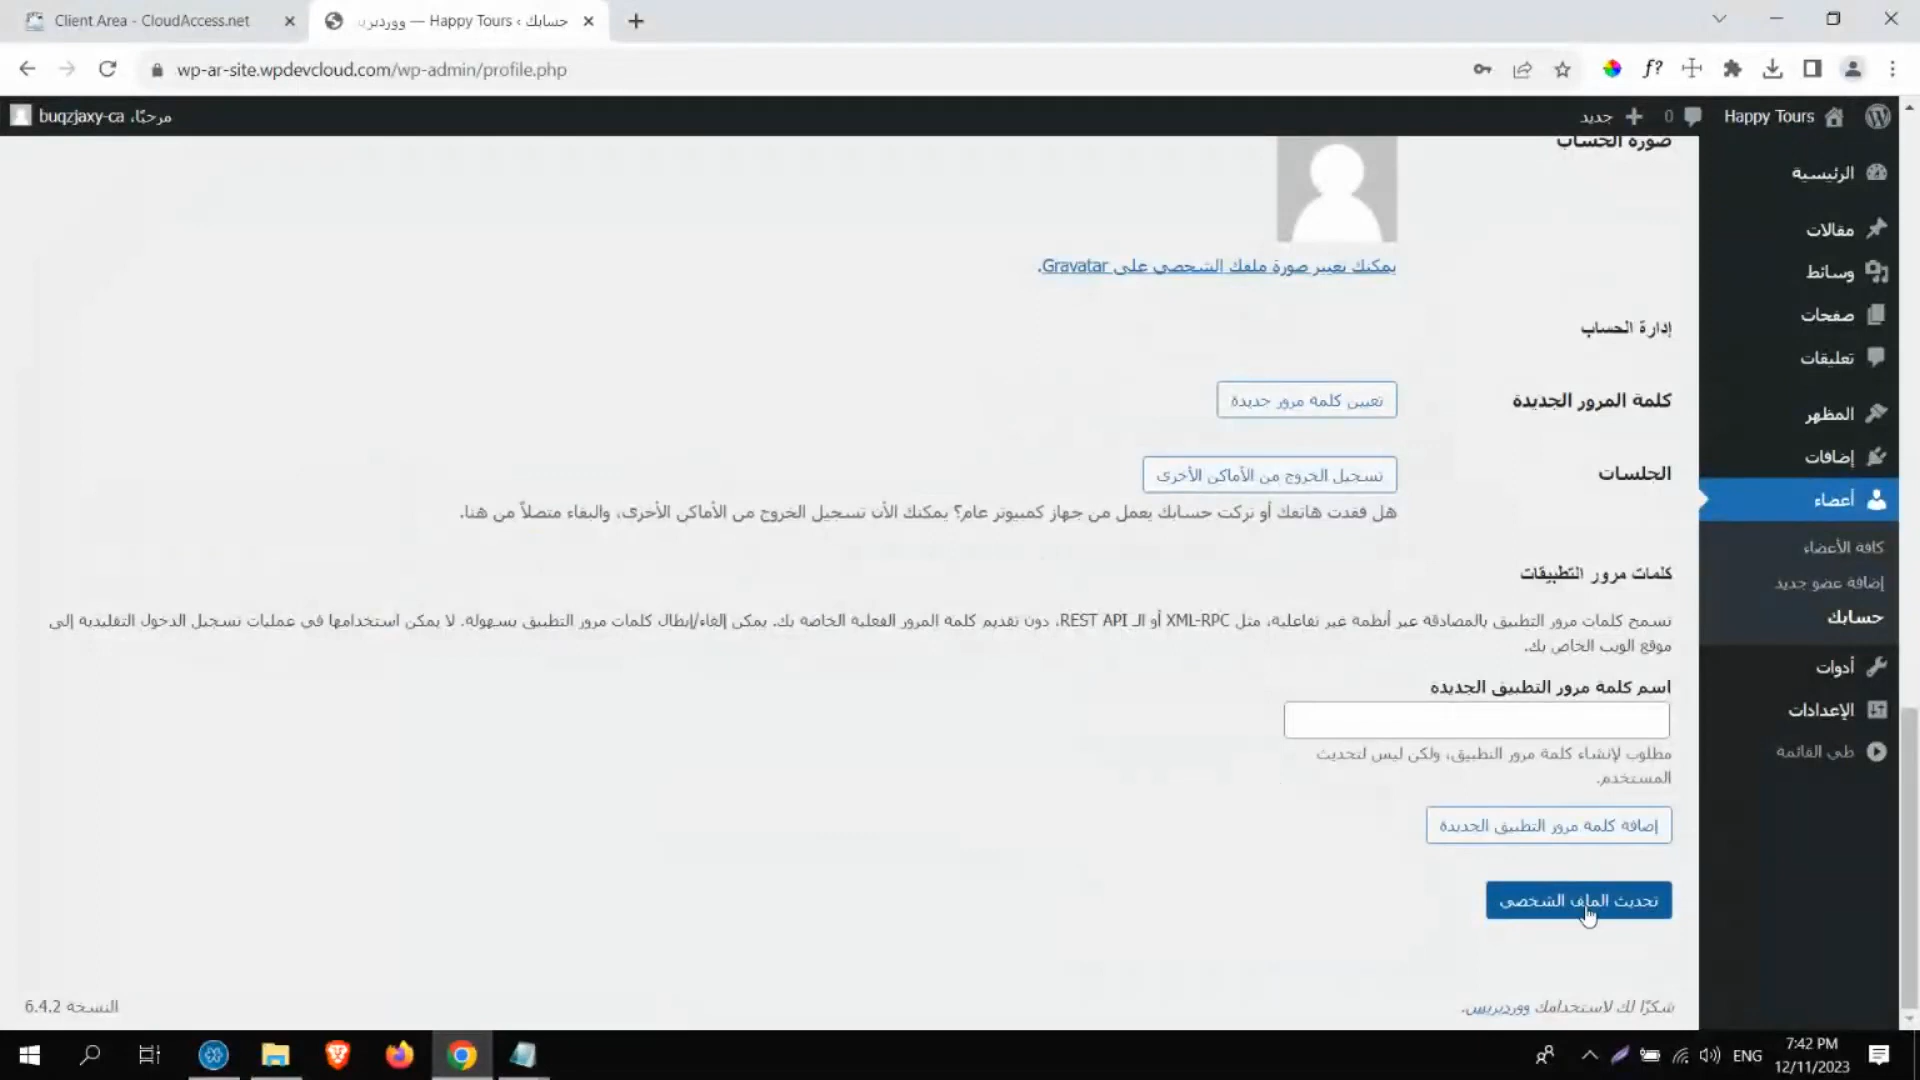 Client Area - CloudAccess.net
حسابك ‹ Happy Tours — ووردبريس
wp-ar-site.wpdevcloud.com/wp-admin/profile.php
Happy Tours
0
جديد
مرحبًا، buqzjaxy-ca
الرئيسية
مقالات
وسائط
صفحات
تعليقات
المظهر
إضافات
أعضاء
كافة الأعضاء
إضافة عضو جديد
حسابك
أدوات
الإعدادات
طي القائمة
صورة الحساب
يمكنك تغيير صورة ملفك الشخصي على Gravatar.
إدارة الحساب
كلمة المرور الجديدة
تعيين كلمة مرور جديدة
الجلسات
تسجيل الخروج من الأماكن الأخرى
هل فقدت هاتفك أو تركت حسابك يعمل من جهاز كمبيوتر عام؟ يمكنك الآن تسجيل الخروج من الأماكن الأخرى، والبقاء متصلاً من هنا.
كلمات مرور التطبيقات
تسمح كلمات مرور التطبيق بالمصادقة عبر أنظمة غير تفاعلية، مثل XML-RPC أو الـ REST API، دون تقديم كلمة المرور الفعلية الخاصة بك. يمكن إلغاء/إبطال كلمات مرور التطبيق بسهولة. لا يمكن استخدامها في عمليات تسجيل الدخول التقليدية إلى
موقع الويب الخاص بك.
اسم كلمة مرور التطبيق الجديدة
مطلوب لإنشاء كلمة مرور التطبيق، ولكن ليس لتحديث
المستخدم.
إضافة كلمة مرور التطبيق الجديدة
تحديث الملف الشخصي
شكرًا لك لاستخدامك ووردبريس.
النسخة 6.4.2
ENG
7:42 PM
12/11/2023